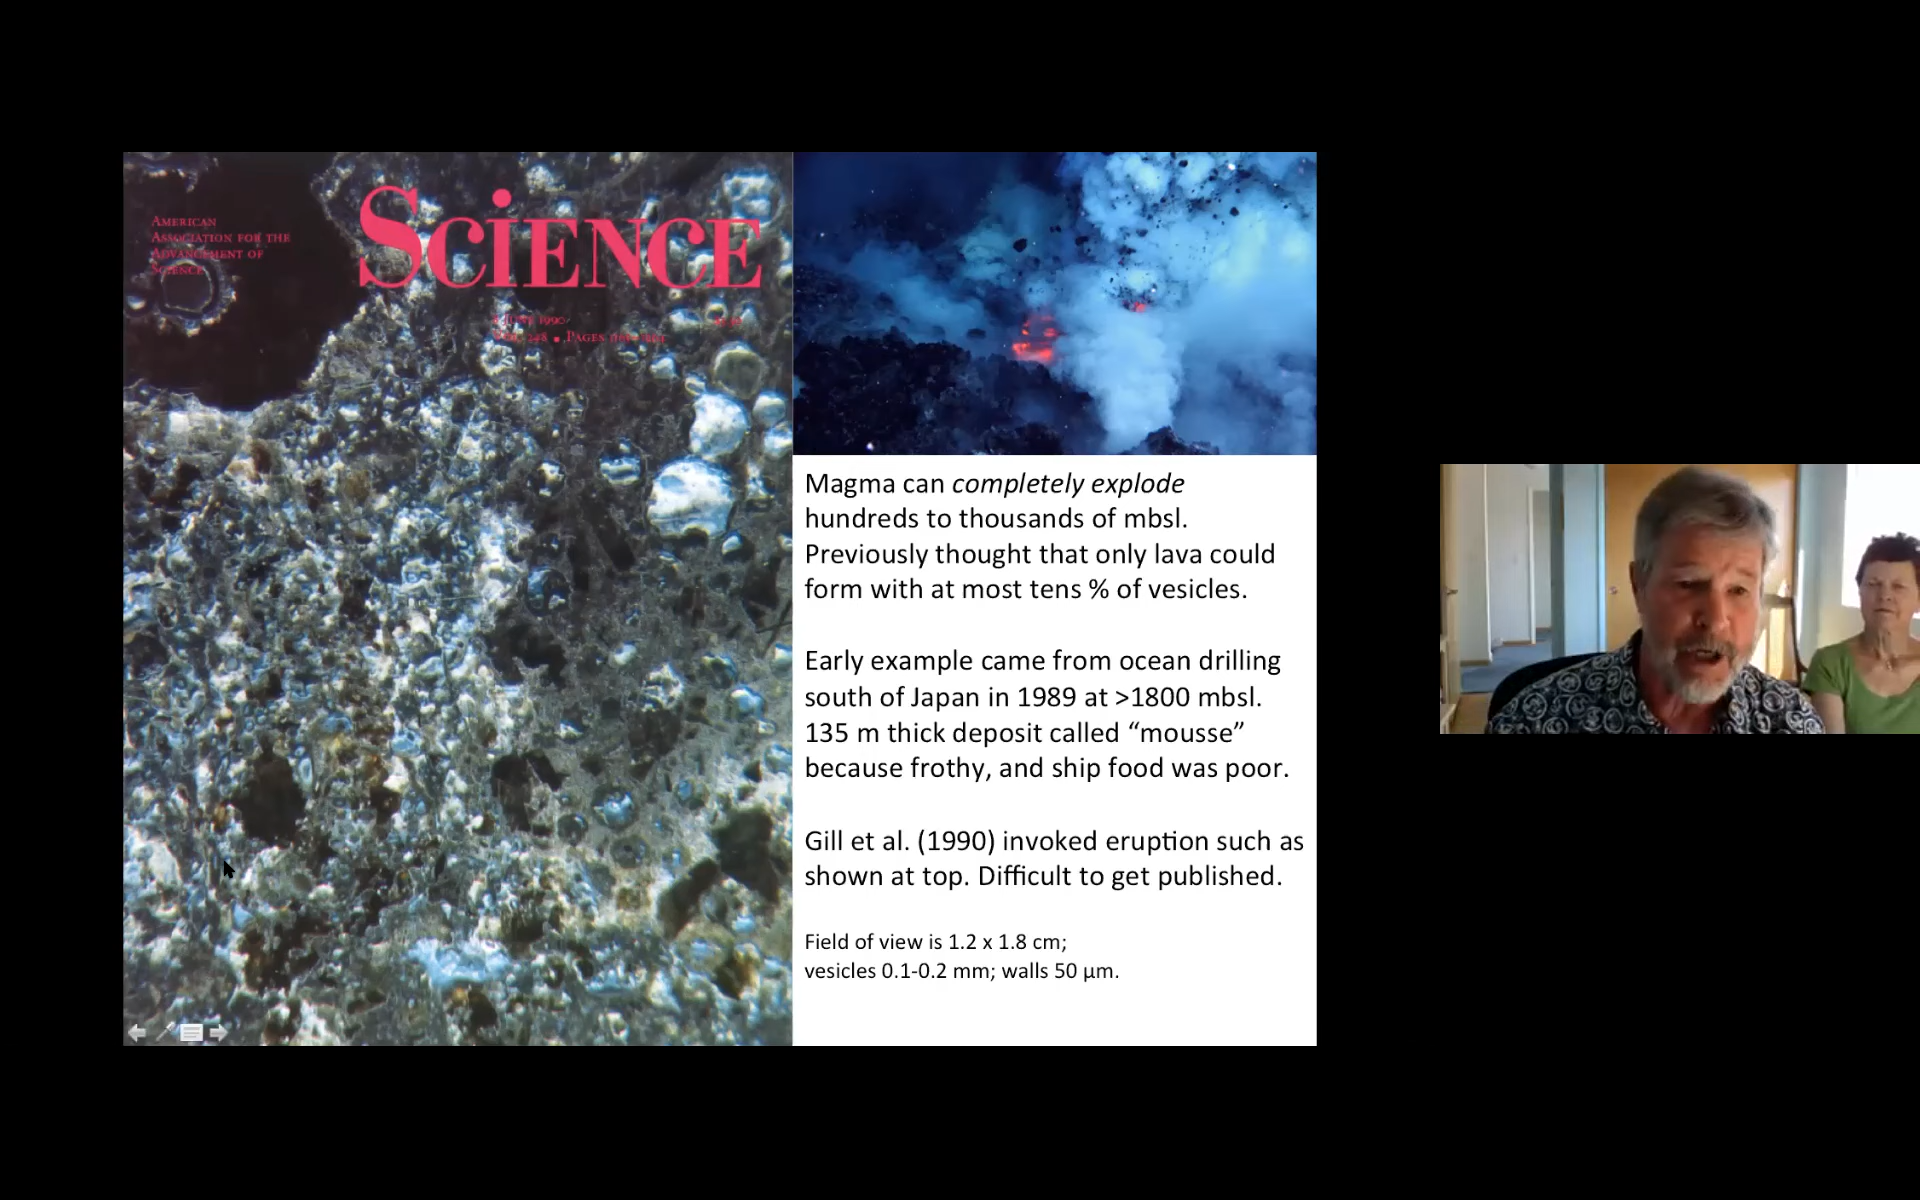 AMERICAN
ASSOCIATION FOR THE
ADVANCEMENT OF
SCIENCE
SCIENCE
1990
PAGES
Magma can completely explode
hundreds to thousands of mbsl.
Previously thought that only lava could
form with at most tens % of vesicles.
Early example came from ocean drilling
south of Japan in 1989 at >1800 mbsl.
135 m thick deposit called “mousse”
because frothy, and ship food was poor.
Gill et al. (1990) invoked eruption such as
shown at top. Difficult to get published.
Field of view is 1.2 x 1.8 cm;
vesicles 0.1-0.2 mm; walls 50 µm.